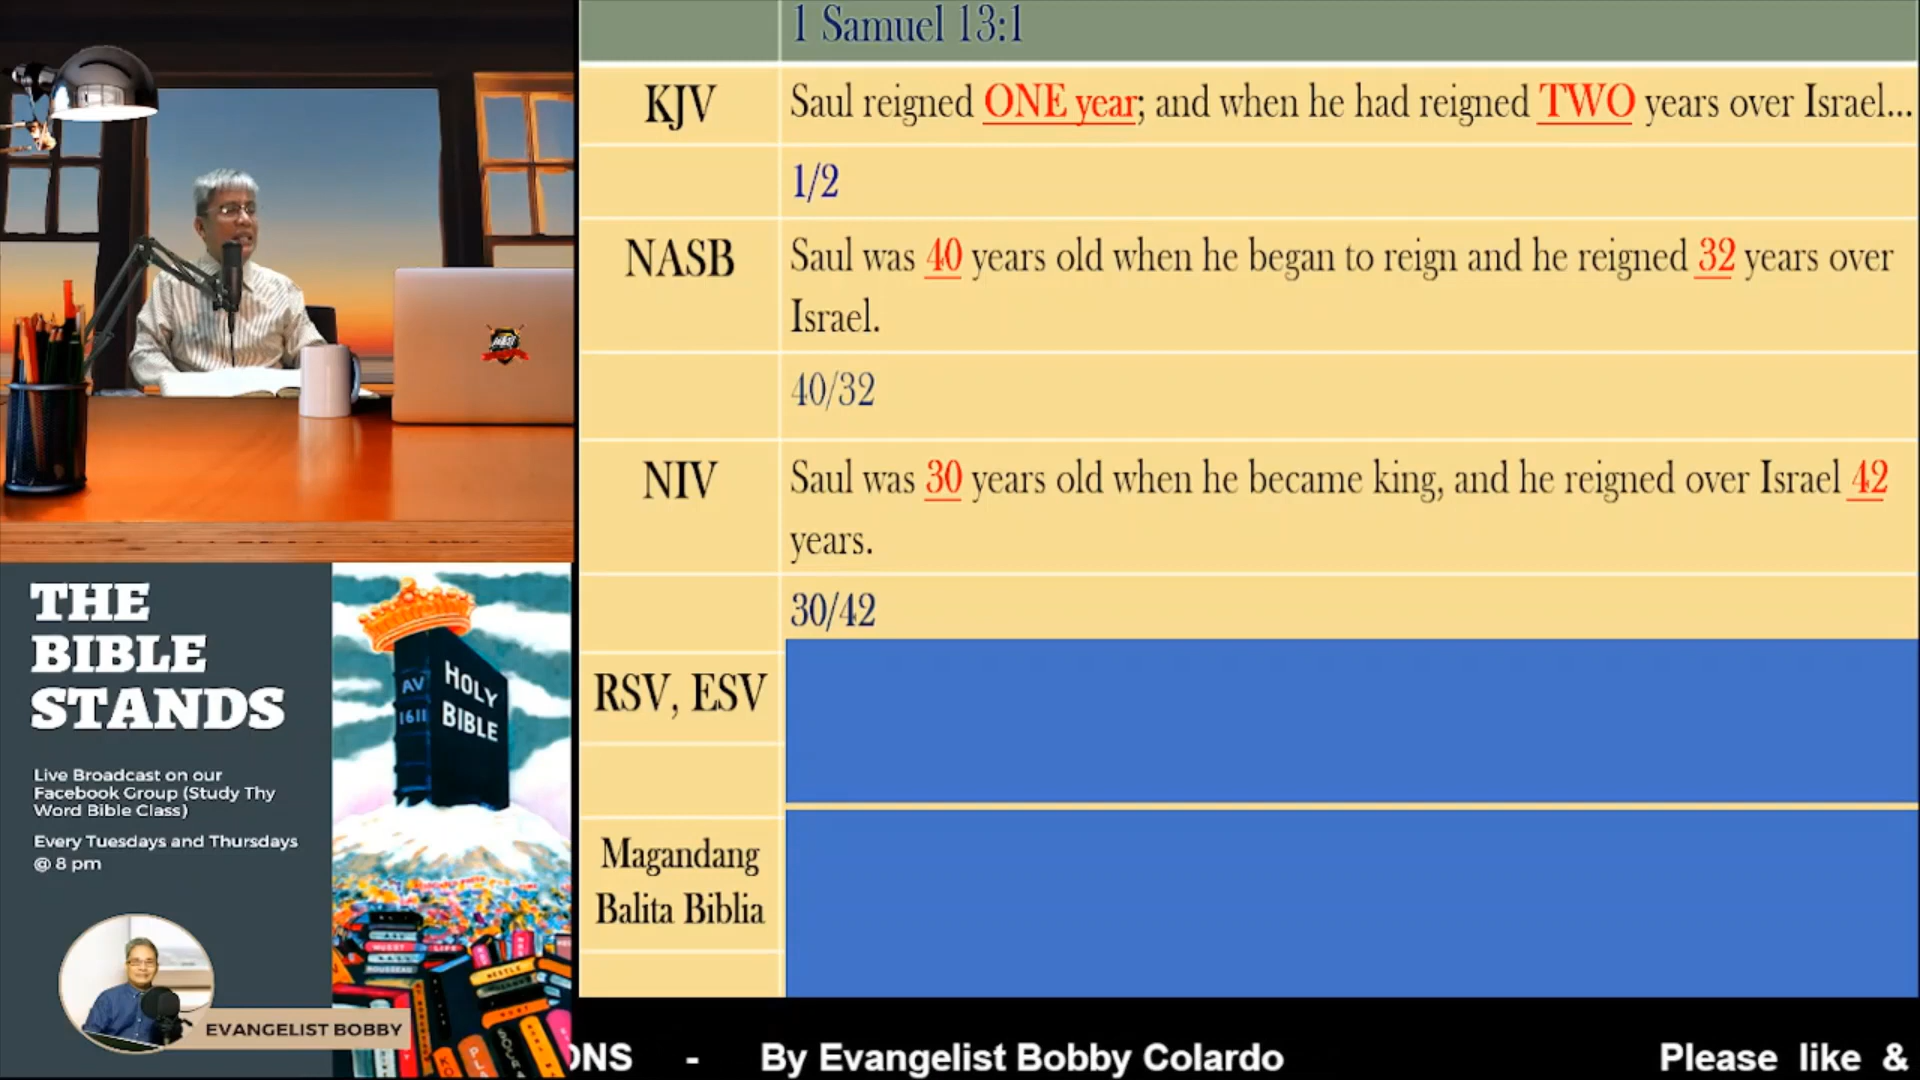 1 Samuel 13:1
KJV
Saul reigned ONE year; and when he had reigned TWO years over Israel...
1/2
NASB
Saul was 40 years old when he began to reign and he reigned 32 years over
Israel.
40/32
NIV
Saul was 30 years old when he became king, and he reigned over Israel 42
years.
30/42
RSV, ESV
Magandang
Balita Biblia
THE
BIBLE
STANDS
Live Broadcast on our
Facebook Group (Study Thy
Word Bible Class)
Every Tuesdays and Thursdays
@ 8 pm
EVANGELIST BOBBY
AV
1611
HOLY
BIBLE
ROUSSEAU
NESTLE
ONS - By Evangelist Bobby Colardo Please like &